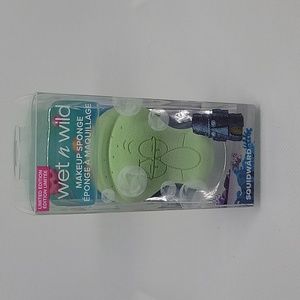 LIMITED EDITION
ÉDITION LIMITÉE
wet n wild
MAKEUP SPONGE
ÉPONGE À MAQUILLAGE
SQUIDWARD